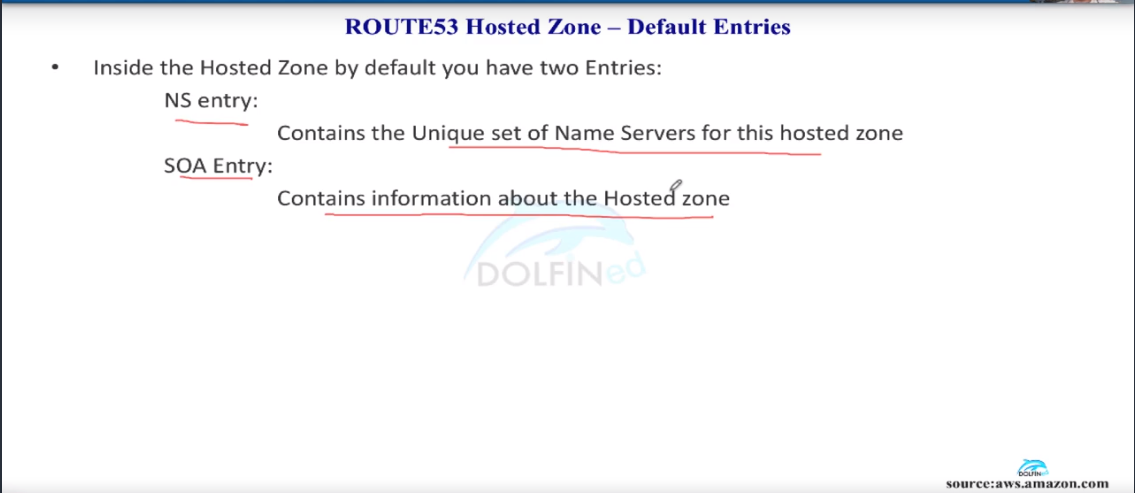 ROUTE53 Hosted Zone – Default Entries
• Inside the Hosted Zone by default you have two Entries:
NS entry:
Contains the Unique set of Name Servers for this hosted zone
SOA Entry:
Contains information about the Hosted zone
DOLFINed
DOLFINed
source:aws.amazon.com